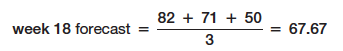 week 18 forecast = 82 + 71 + 50 / 3 = 67.67